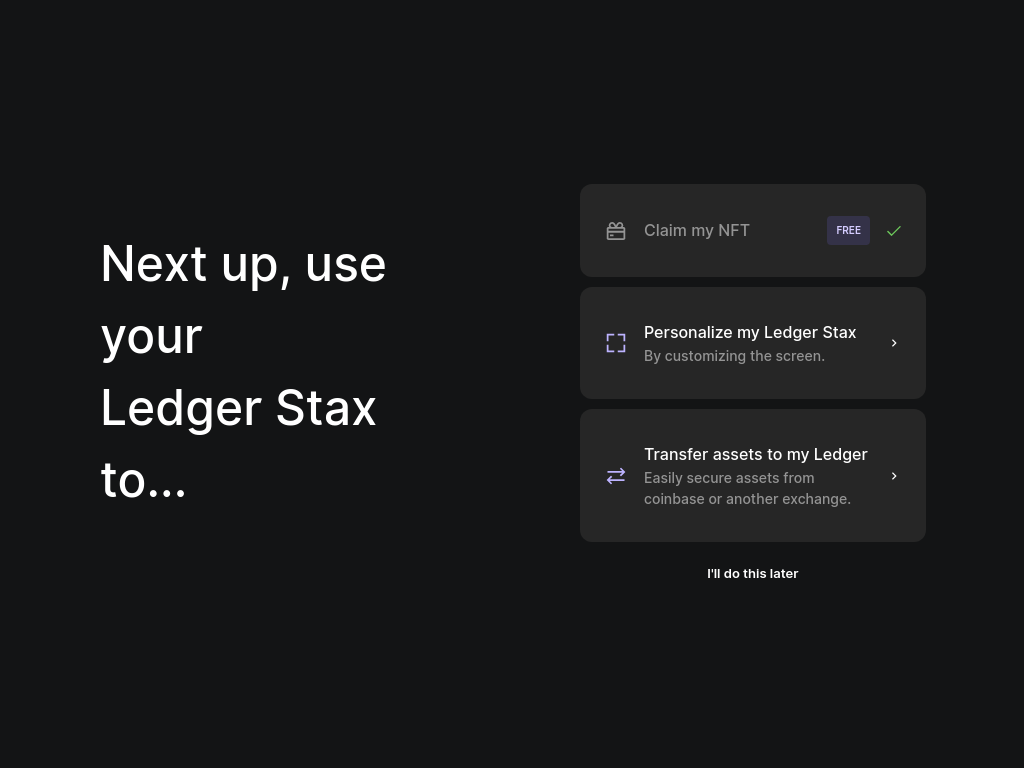 Next up, use
your
Ledger Stax
to...
Claim my NFT
FREE
Personalize my Ledger Stax
By customizing the screen.
Transfer assets to my Ledger
Easily secure assets from
coinbase or another exchange.
I'll do this later